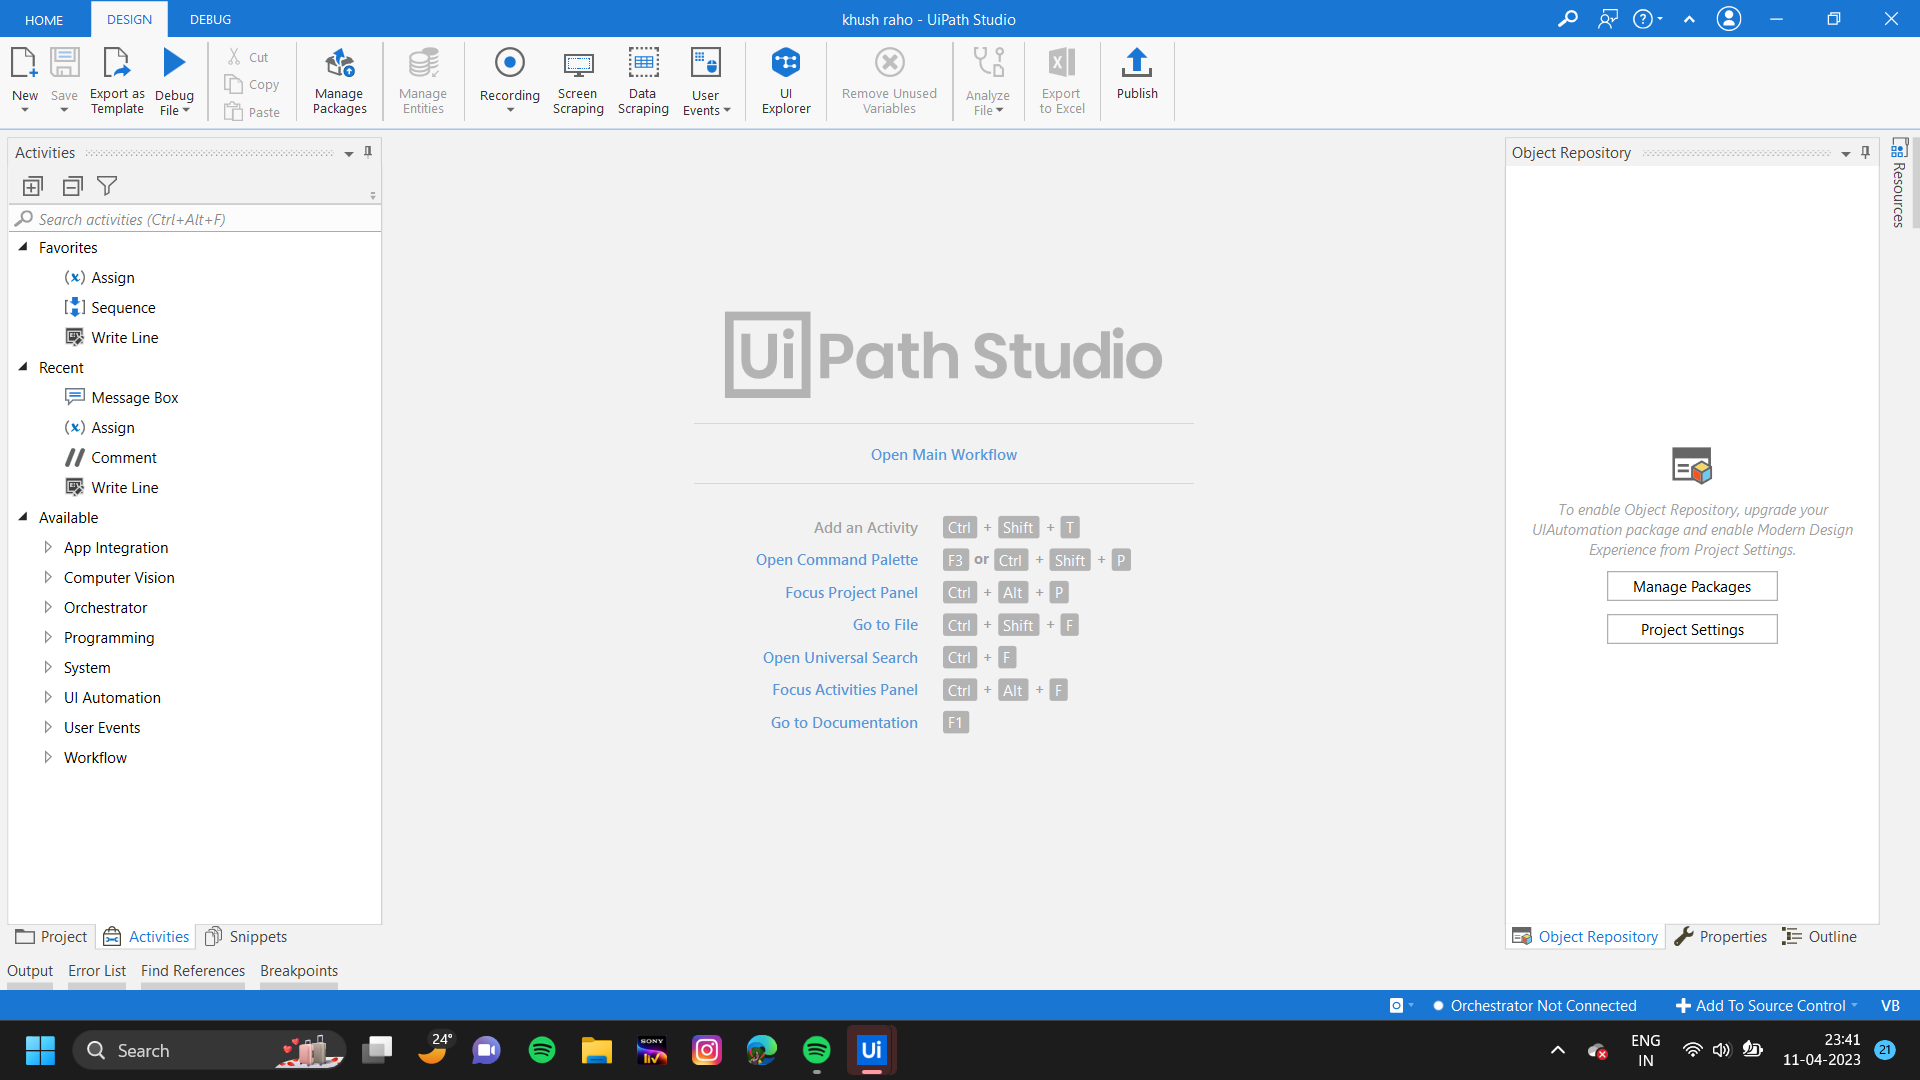 HOME DESIGN DEBUG khush raho - UiPath Studio
New Save Export as Template Debug File Cut Copy Paste Manage Packages Manage Entities Recording Screen Scraping Data Scraping User Events UI Explorer Remove Unused Variables Analyze File Export to Excel Publish
Activities
Search activities (Ctrl+Alt+F)
Favorites
Assign
Sequence
Write Line
Recent
Message Box
Assign
Comment
Write Line
Available
App Integration
Computer Vision
Orchestrator
Programming
System
UI Automation
User Events
Workflow
Project Activities Snippets
UiPath Studio
Open Main Workflow
Add an Activity Ctrl + Shift + T
Open Command Palette F3 or Ctrl + Shift + P
Focus Project Panel Ctrl + Alt + P
Go to File Ctrl + Shift + F
Open Universal Search Ctrl + F
Focus Activities Panel Ctrl + Alt + F
Go to Documentation F1
Object Repository
To enable Object Repository, upgrade your
UIAutomation package and enable Modern Design
Experience from Project Settings.
Manage Packages
Project Settings
Object Repository Properties Outline
Resources
Output Error List Find References Breakpoints
Orchestrator Not Connected Add To Source Control VB
Search 24° SONY liv Ui ENG IN 23:41 11-04-2023 21